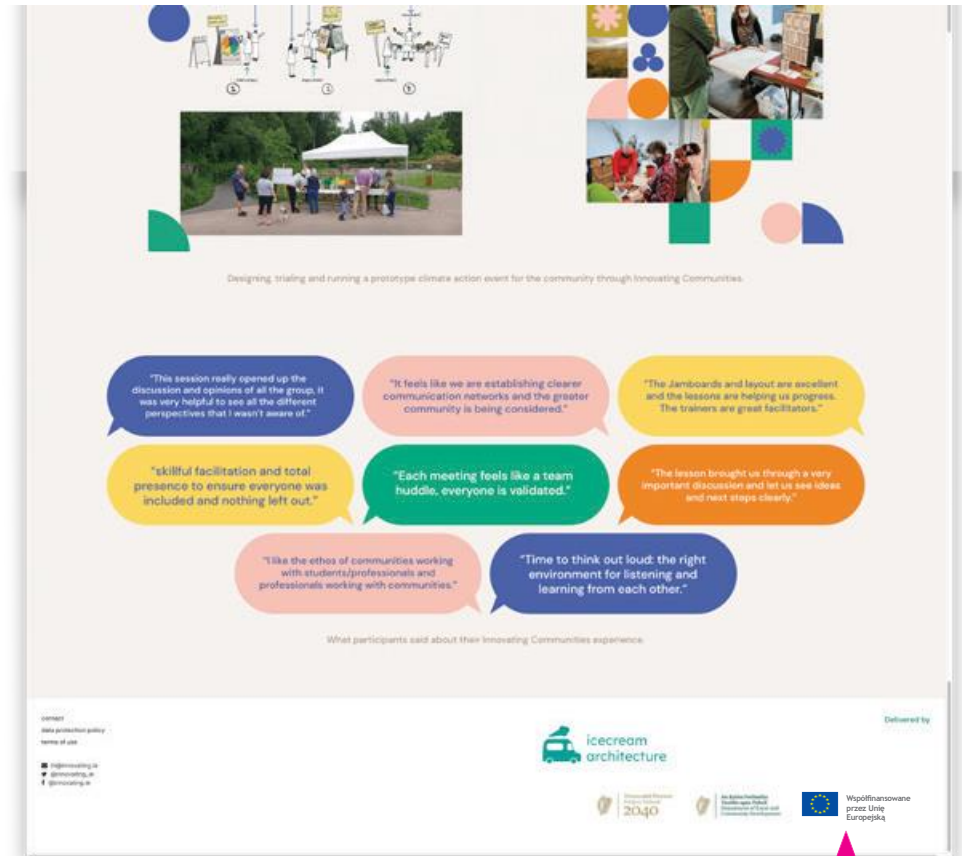 Designing, trialing and running a prototype climate action event for the community through Innovating Communities.
"This session really opened up the
discussion and opinions of all the group, it
was very helpful to see all the different
perspectives that I wasn't aware of."
"It feels like we are establishing clearer
communication networks and the greater
community is being considered."
"The Jamboards and layout are excellent
and the lessons are helping us progress.
The trainers are great facilitators."
"skillful facilitation and total
presence to ensure everyone was
included and nothing left out."
"Each meeting feels like a team
huddle, everyone is validated."
"The lesson brought us through a very
important discussion and let us see ideas
and next steps clearly."
"I like the ethos of communities working
with students/professionals and
professionals working with communities."
"Time to think out loud: the right
environment for listening and
learning from each other."
What participants said about their Innovating Communities experience.
contact
data protection policy
terms of use
@innovating_ie
Delivered by
icecream
architecture
2040
Współfinansowane
przez Unię
Europejską